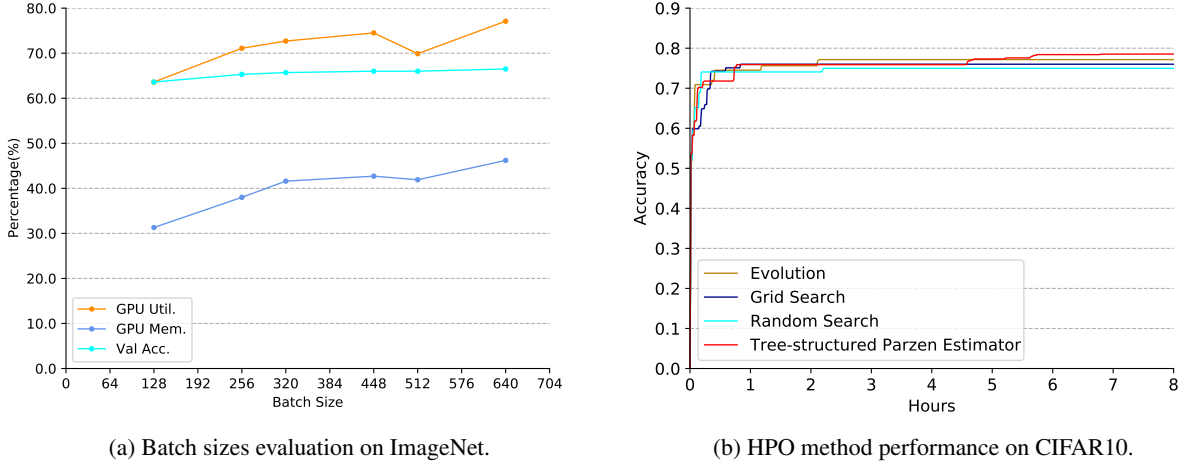 80.0
70.0
60.0
50.0
40.0
30.0
20.0
10.0
0.0
Percentage(%)
GPU Util.
GPU Mem.
Val Acc.
0 64 128 192 256 320 384 448 512 576 640 704
Batch Size
(a) Batch sizes evaluation on ImageNet.
0.9
0.8
0.7
0.6
0.5
0.4
0.3
0.2
0.1
0.0
Accuracy
Evolution
Grid Search
Random Search
Tree-structured Parzen Estimator
0 1 2 3 4 5 6 7 8
Hours
(b) HPO method performance on CIFAR10.